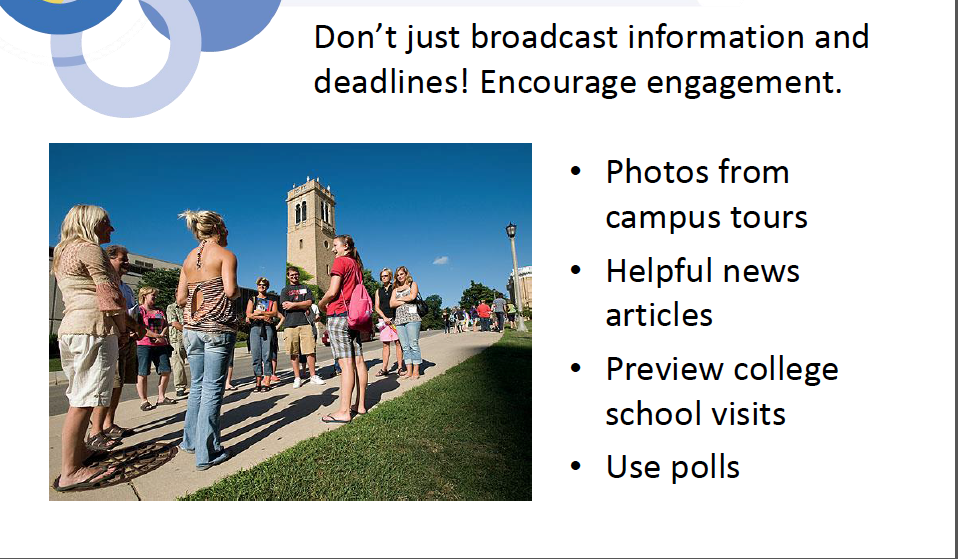 Don’t just broadcast information and
deadlines! Encourage engagement.
• Photos from
campus tours
• Helpful news
articles
• Preview college
school visits
• Use polls